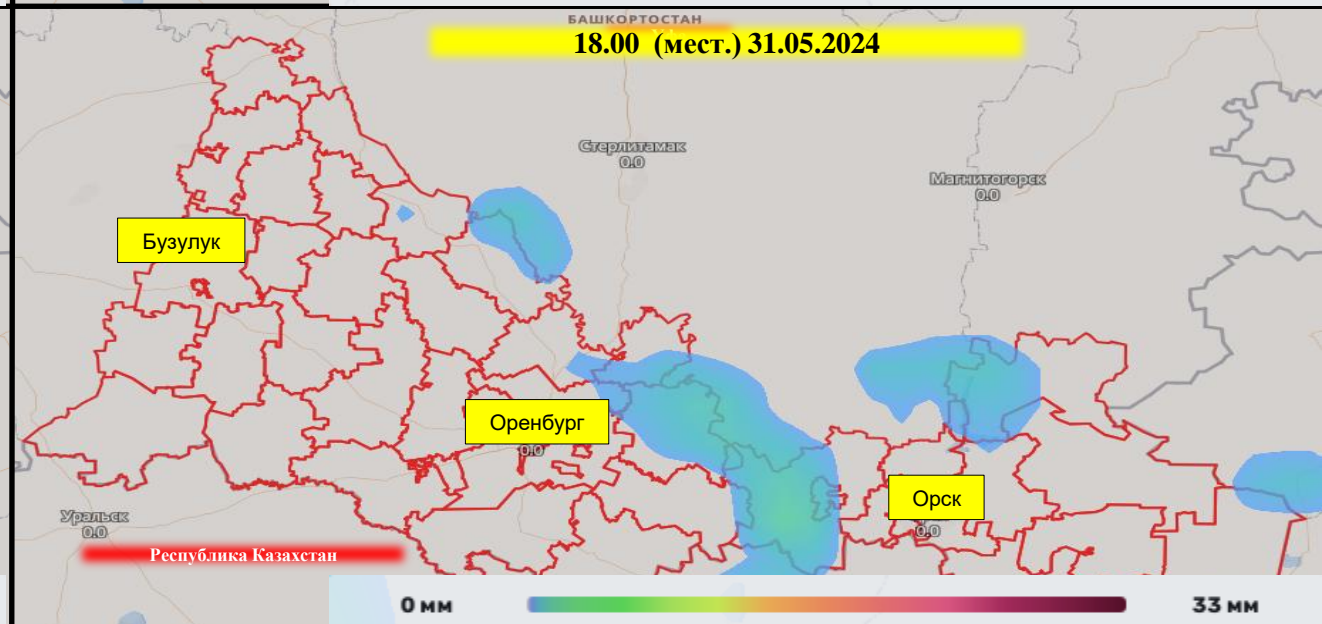 БАШКОРТОСТАН
18.00 (мест.) 31.05.2024
Стерлитамак
0.0
Магнитогорск
0.0
Бузулук
Оренбург
0.0
Орск
0.0
Уральск
0.0
Республика Казахстан
0 мм
33 мм